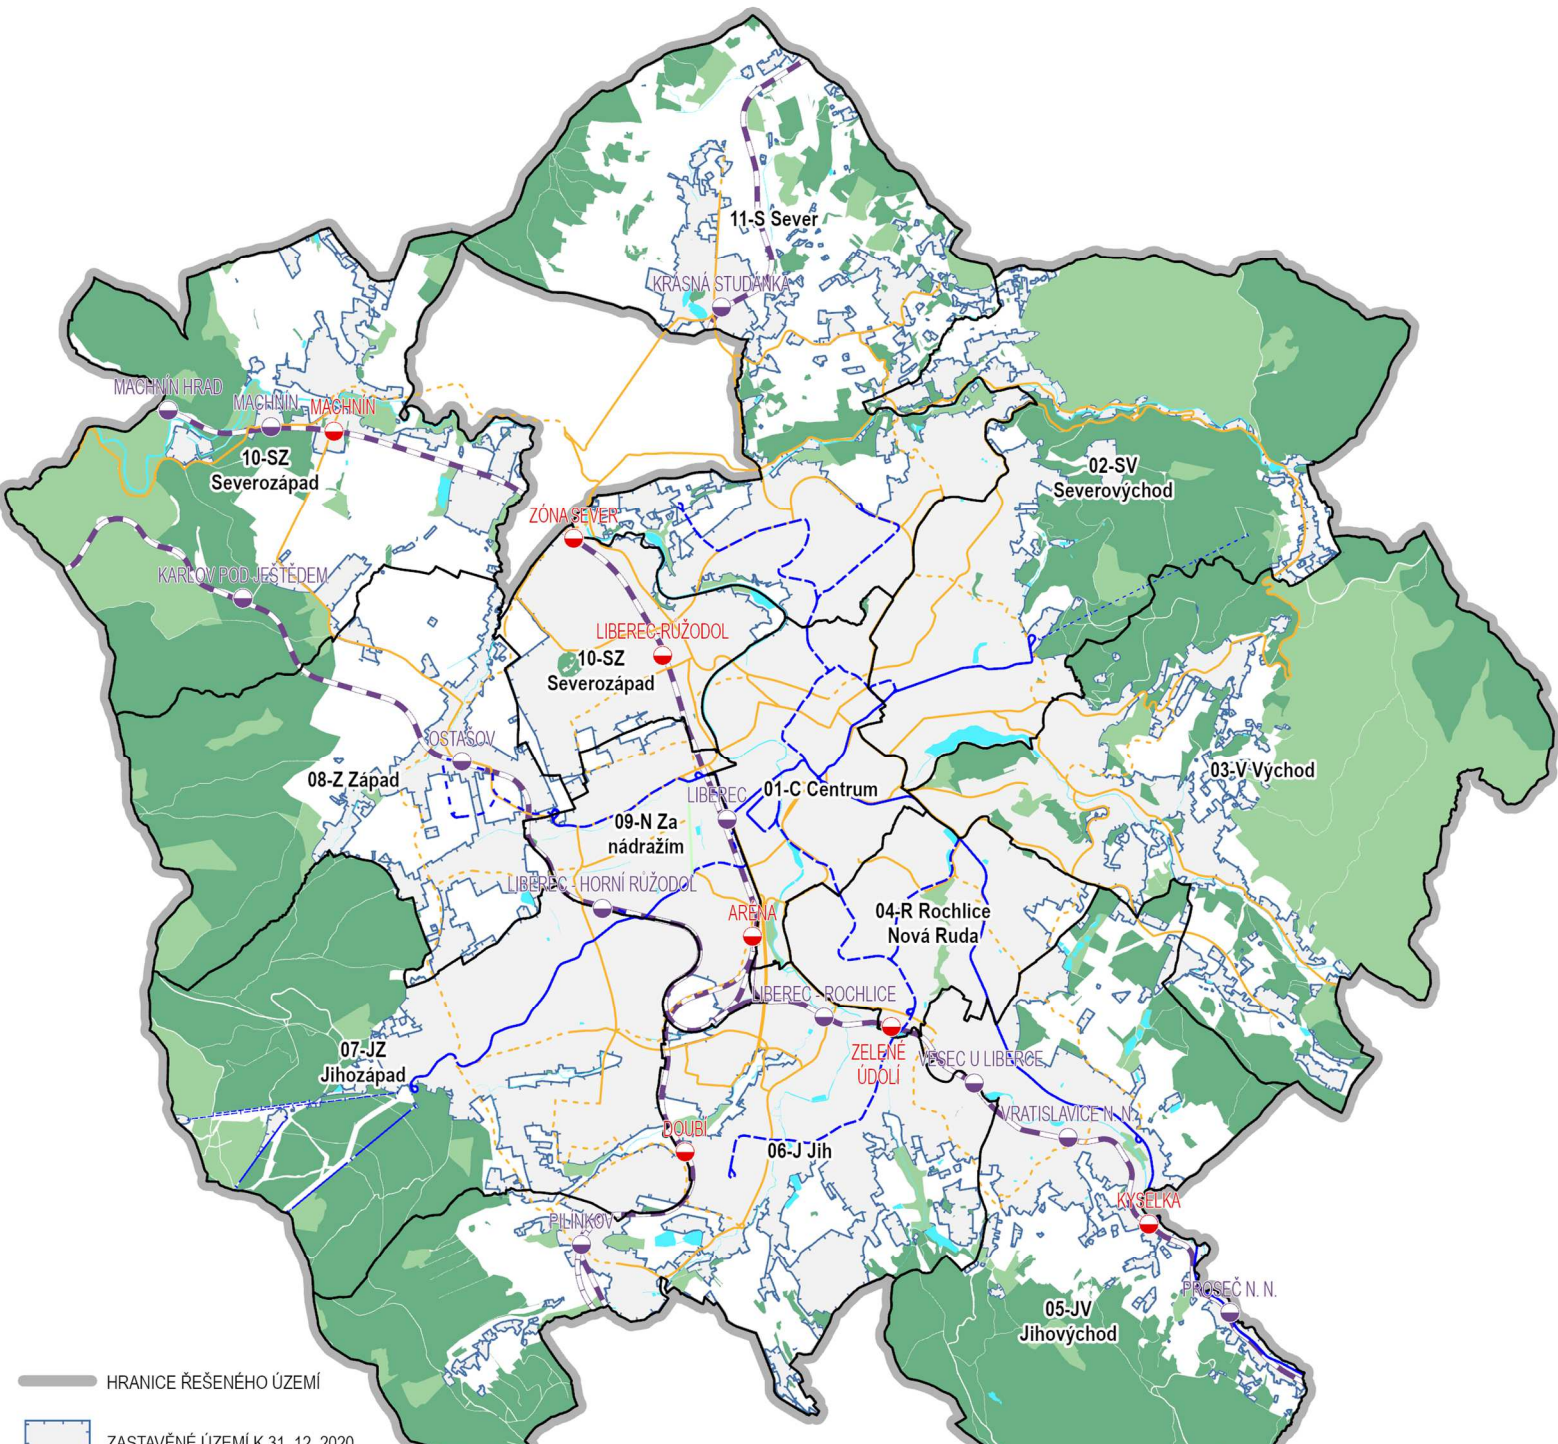 11-S Sever
KRÁSNÁ STUDÁNKA
MACHNÍN HRAD
MACHNÍN
MACHNÍN
10-SZ
Severozápad
02-SV
Severovýchod
ZÓNA SEVER
KARLOV POD JEŠTĚDEM
LIBEREC-RŮŽODOL
10-SZ
Severozápad
OSTAŠOV
08-Z Západ
03-V Východ
LIBEREC
01-C Centrum
09-N Za
nádražím
LIBEREC - HORNÍ RŮŽODOL
ARENA
04-R Rochlice
Nová Ruda
LIBEREC - ROCHLICE
07-JZ
Jihozápad
ZELENÉ
ÚDOLÍ
VESEC U LIBERCE
VRATISLAVICE N. N.
DOUBÍ
06-J Jih
KYSELKA
PILÍNKOV
PROSEČ N. N.
05-JV
Jihovýchod
HRANICE ŘEŠENÉHO ÚZEMÍ
ZASTAVĚNÉ ÚZEMÍ K 31. 12. 2020